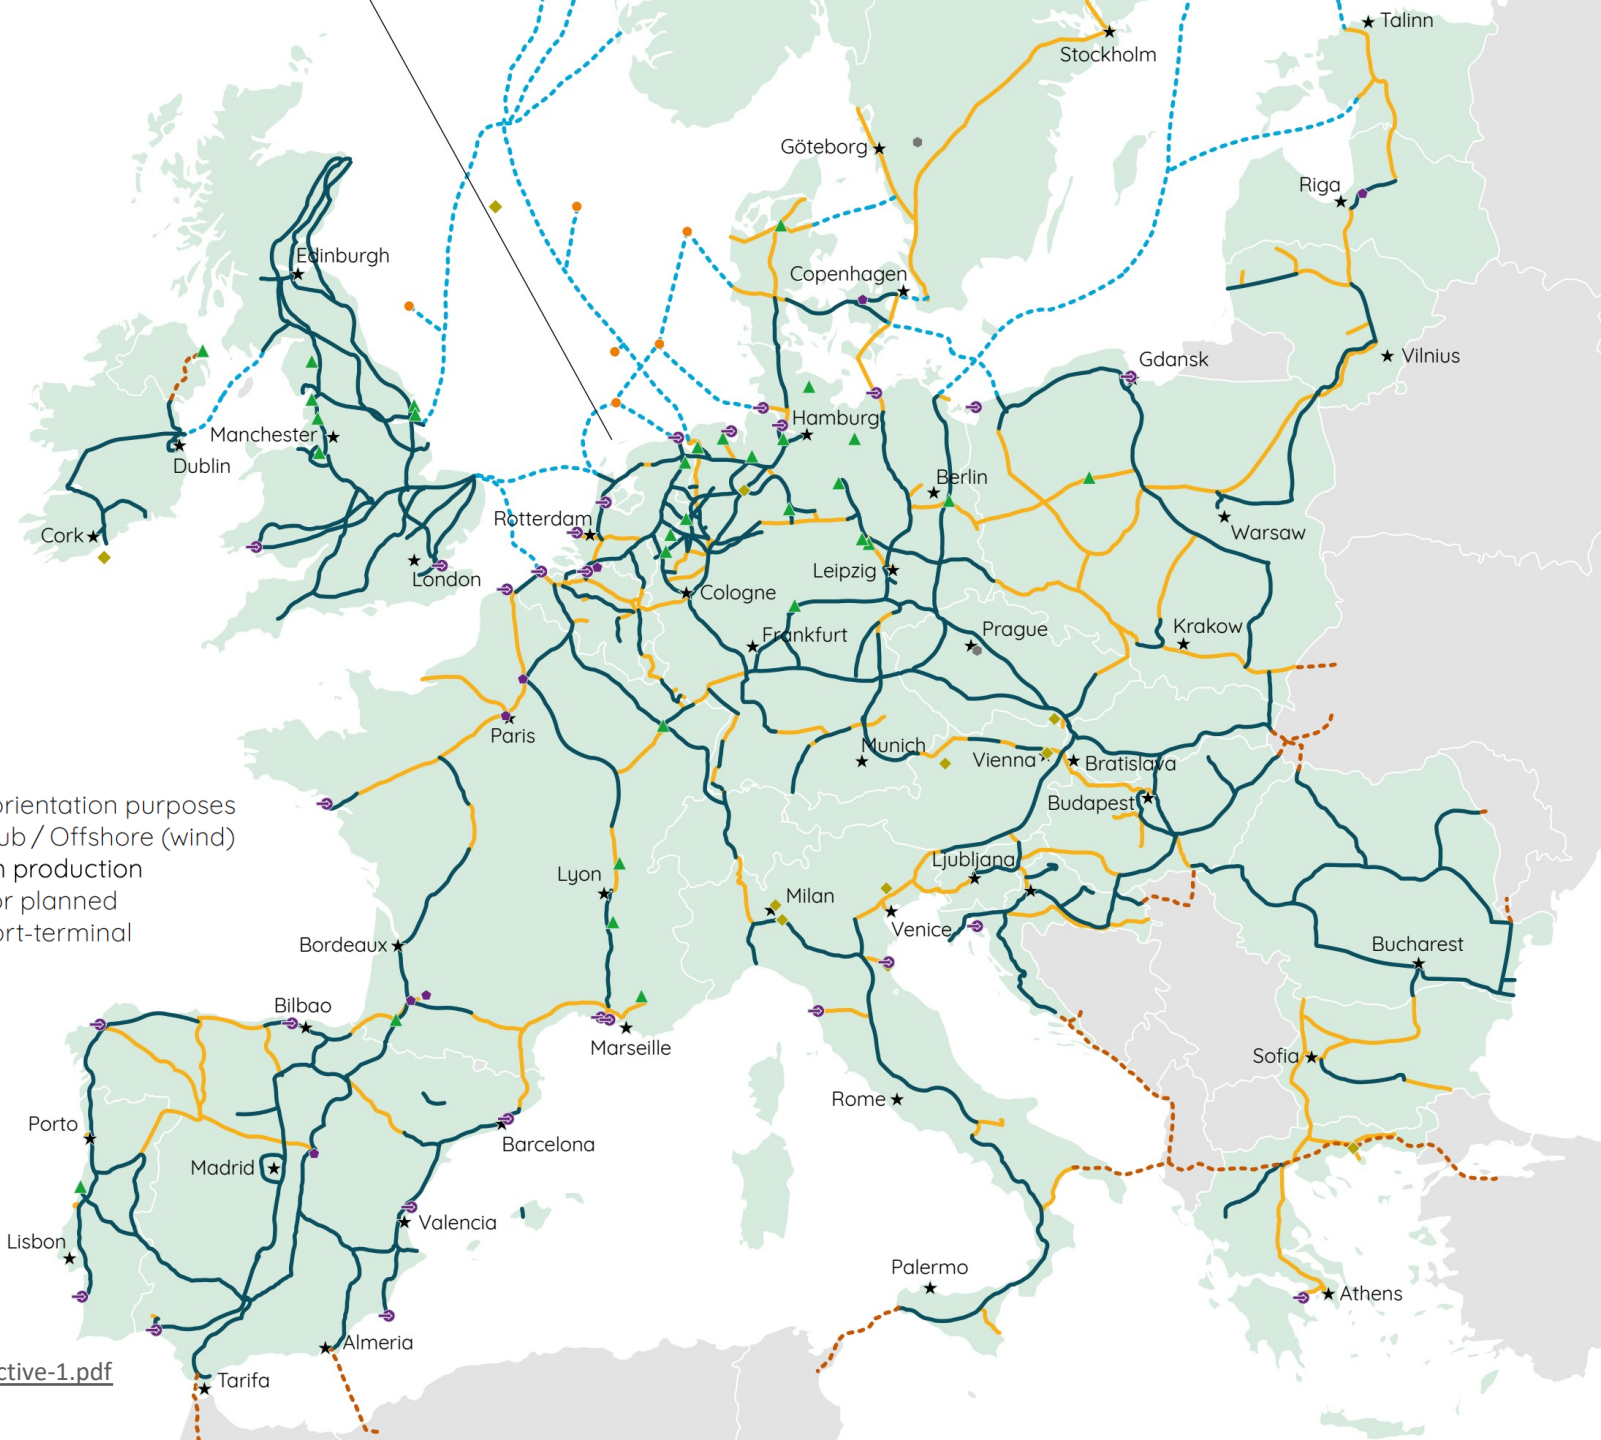 Talinn
Stockholm
Göteborg
Riga
Edinburgh
Copenhagen
Vilnius
Gdansk
Hamburg
Manchester
Dublin
Berlin
Rotterdam
Warsaw
Cork
London
Leipzig
Cologne
Frankfurt
Prague
Krakow
Paris
Munich
Vienna
Bratislava
orientation purposes
Budapest
ub / Offshore (wind)
n production
Ljubljana
Lyon
or planned
Milan
ort-terminal
Venice
Bordeaux
Bucharest
Bilbao
Marseille
Sofia
Rome
Porto
Barcelona
Madrid
Valencia
Lisbon
Palermo
Athens
Almeria
ctive-1.pdf
Tarifa